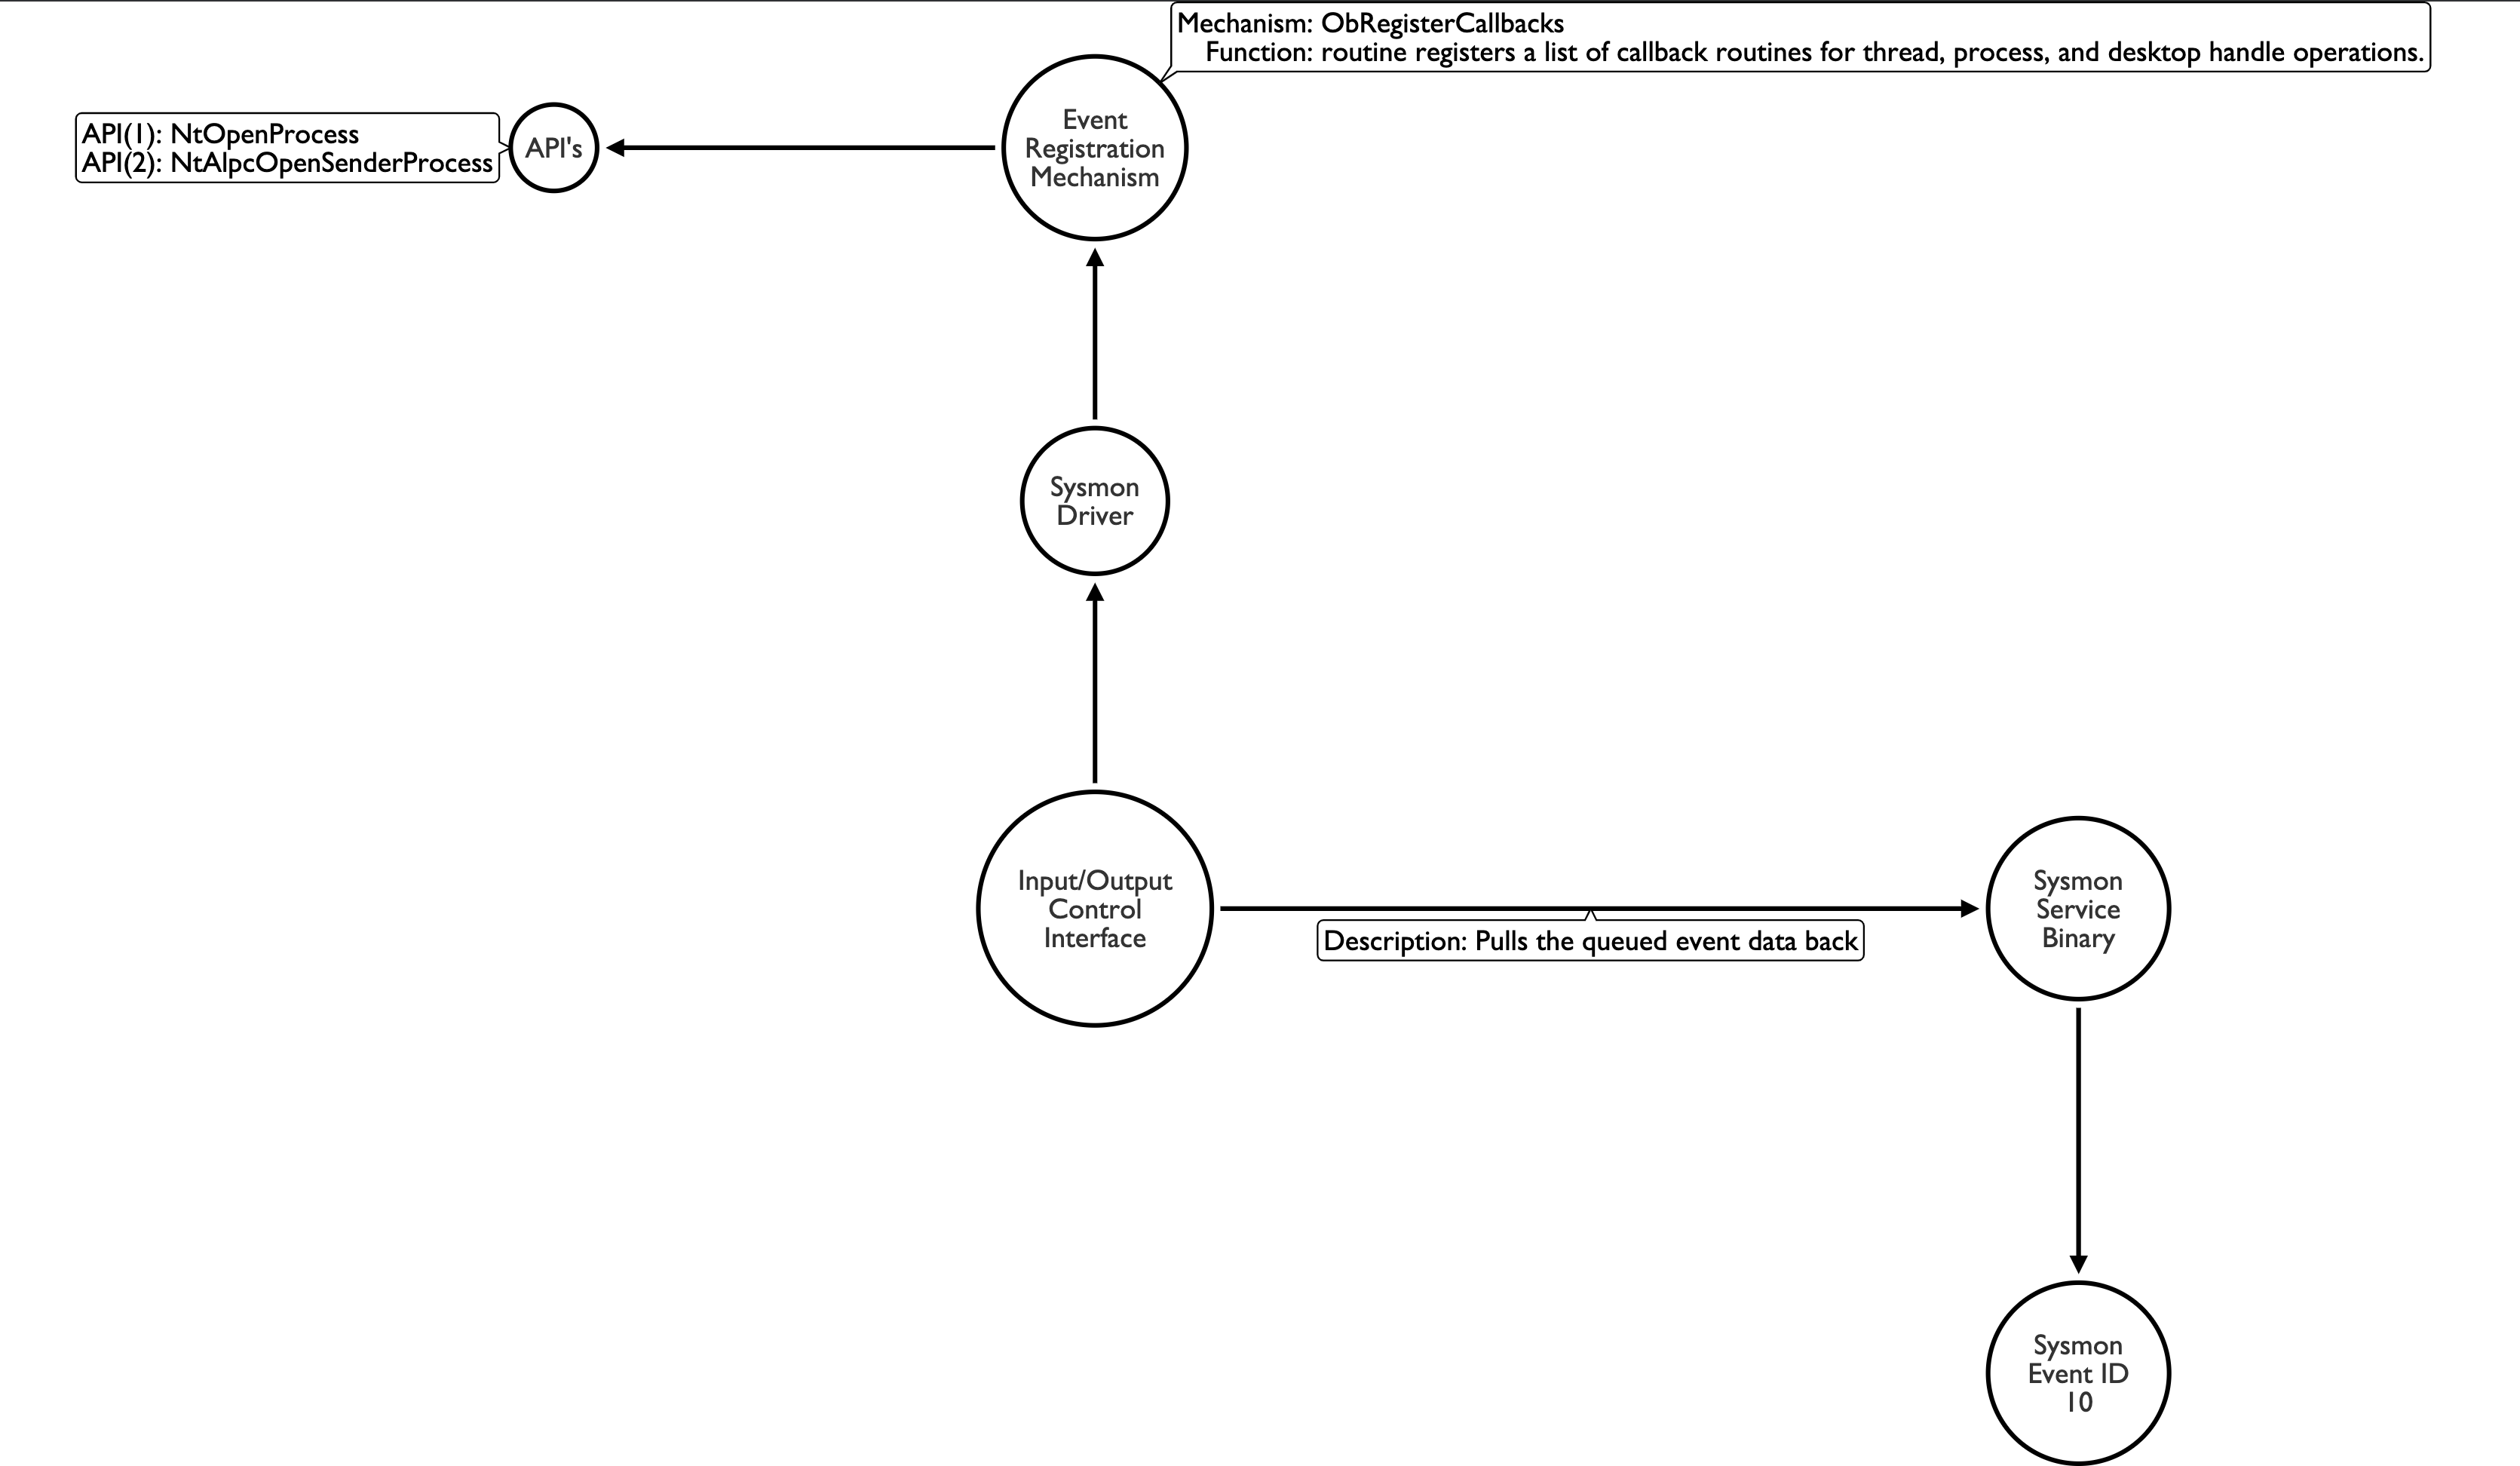 Mechanism: ObRegisterCallbacks
Function: routine registers a list of callback routines for thread, process, and desktop handle operations.
API(1): NtOpenProcess
API(2): NtAlpcOpenSenderProcess
API's
Event
Registration
Mechanism
Sysmon
Driver
Input/Output
Control
Interface
Description: Pulls the queued event data back
Sysmon
Service
Binary
Sysmon
Event ID
10